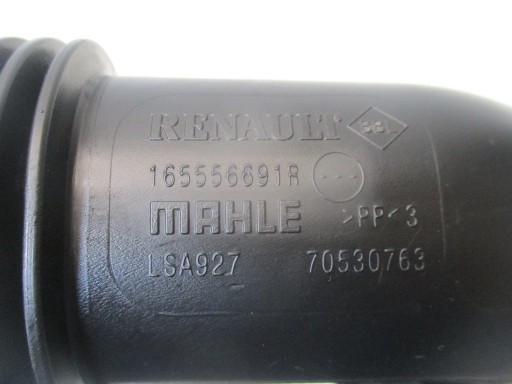 RENAULT
165556691R
MAHLE >PP< 3
LSA927 70530763